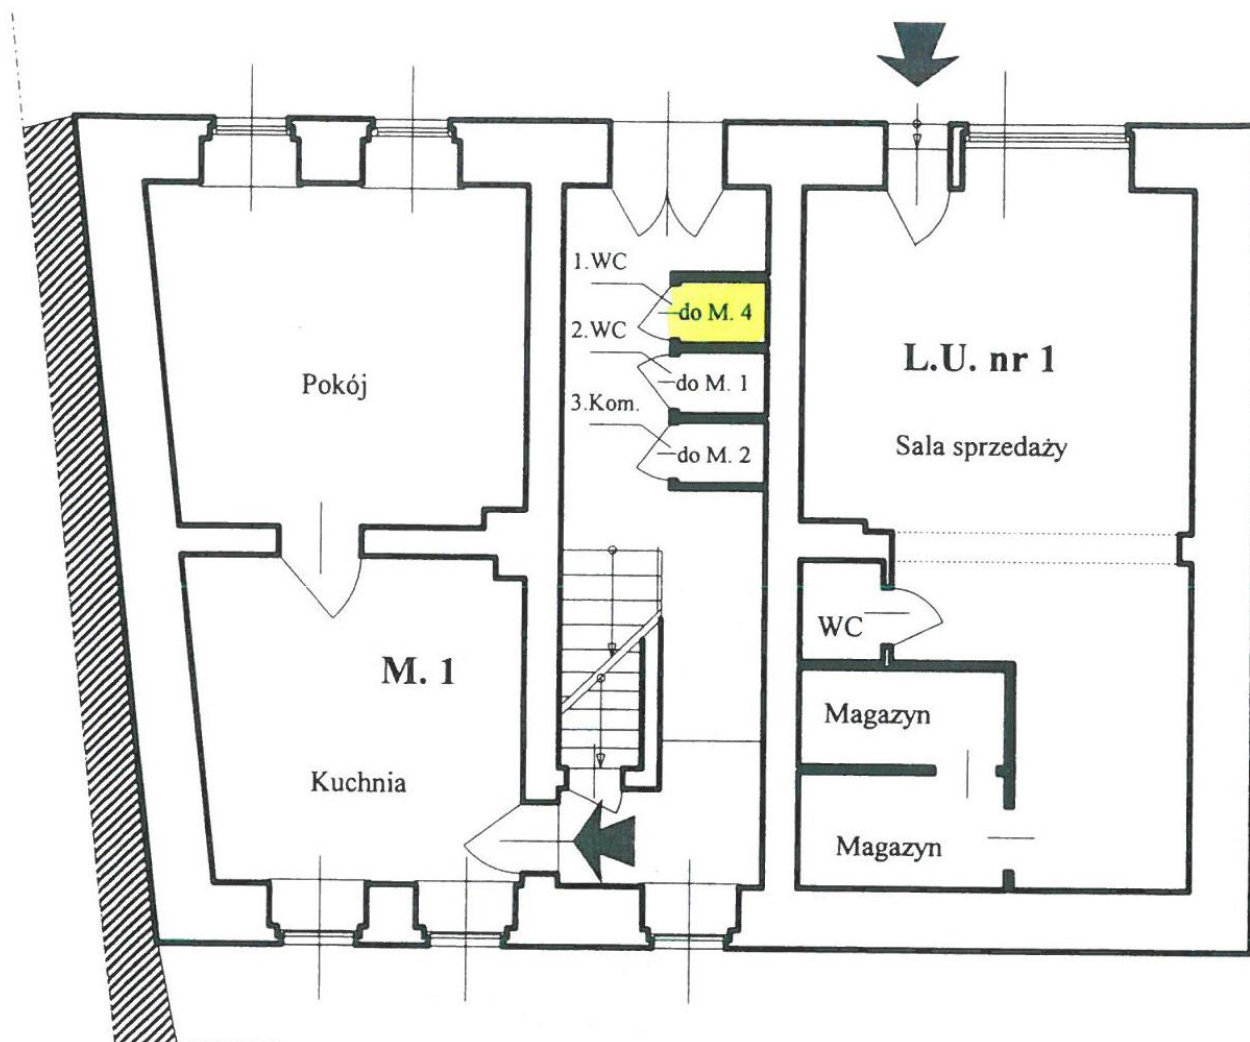 1.WC
do M. 4
2.WC
do M. 1
3.Kom.
do M. 2
Pokój
M. 1
Kuchnia
L.U. nr 1
Sala sprzedaży
WC
Magazyn
Magazyn